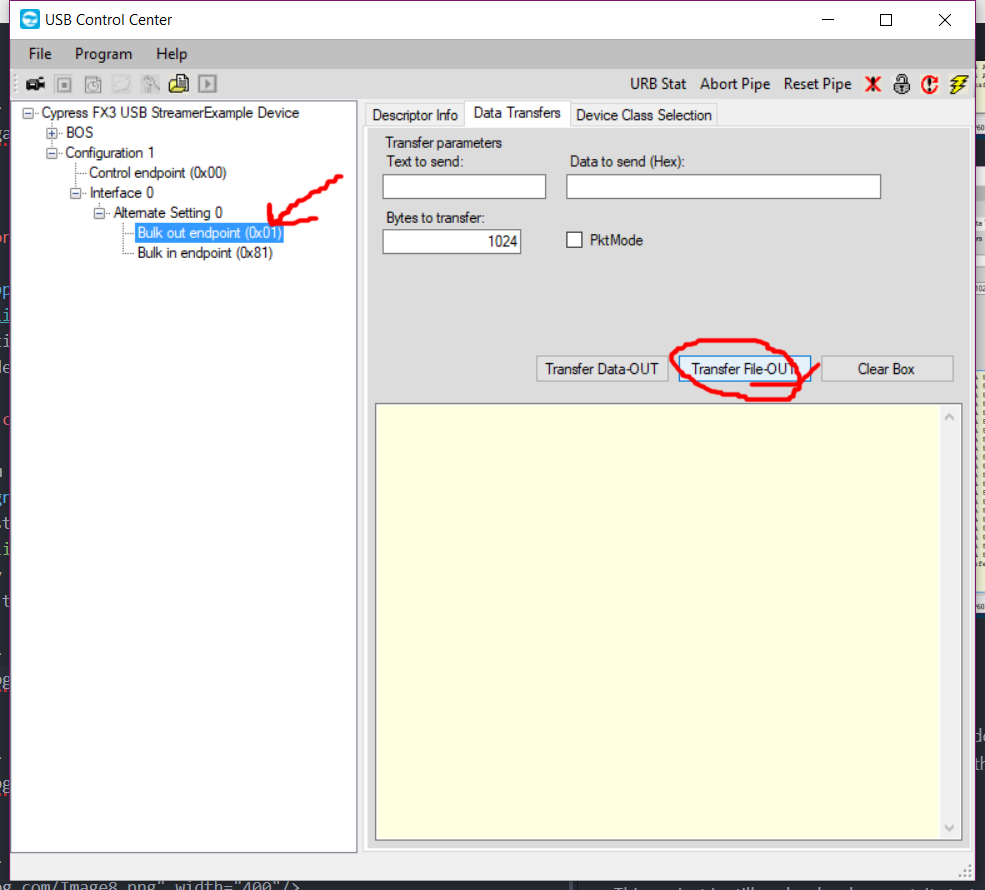 USB Control Center
File Program Help
URB Stat Abort Pipe Reset Pipe
Cypress FX3 USB StreamerExample Device
BOS
Configuration 1
Control endpoint (0x00)
Interface 0
Alternate Setting 0
Bulk out endpoint (0x01)
Bulk in endpoint (0x81)
Descriptor Info Data Transfers Device Class Selection
Transfer parameters
Text to send: Data to send (Hex):
Bytes to transfer:
1024 PktMode
Transfer Data-OUT Transfer File-OUT Clear Box
og.com/Image8.png" width="400"/>